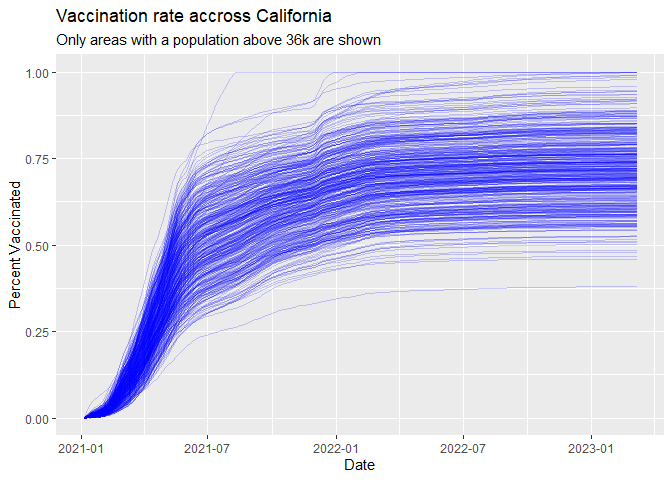 Vaccination rate accross California
Only areas with a population above 36k are shown
1.00
0.75
0.50
0.25
0.00
Percent Vaccinated
2021-01 2021-07 2022-01 2022-07 2023-01
Date